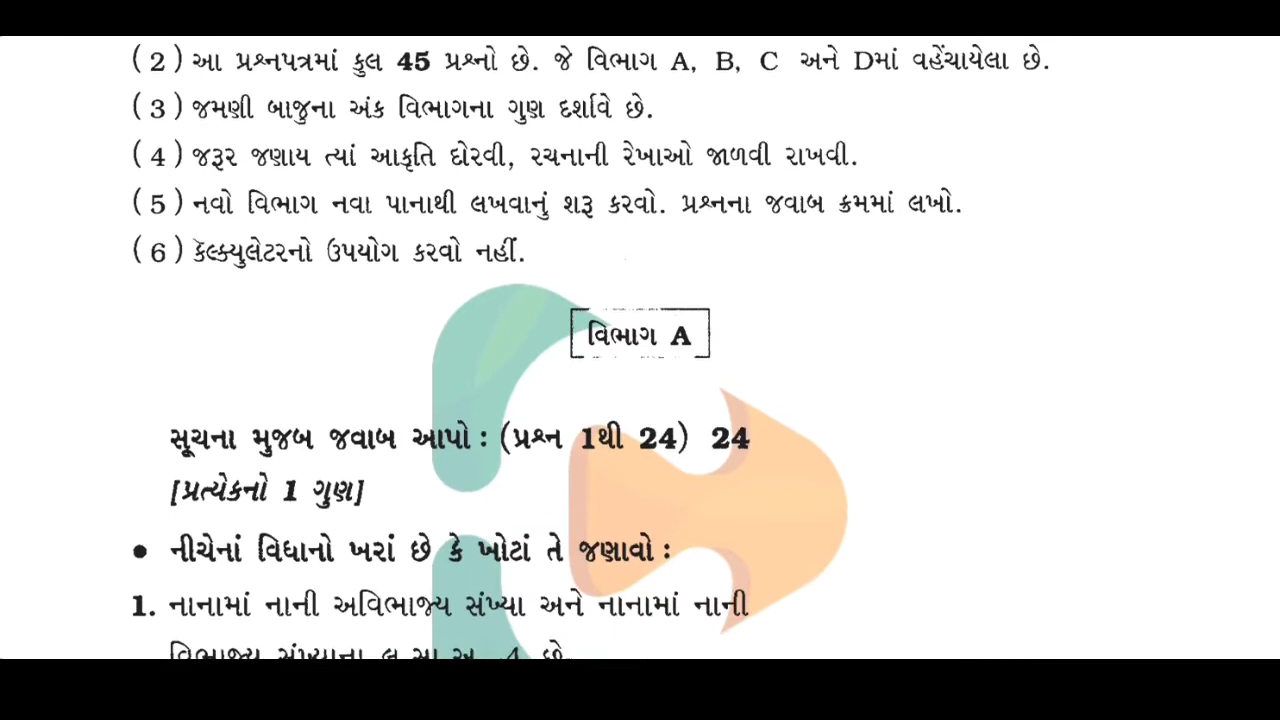 (2) આ પ્રશ્નપત્રમાં કુલ 45 પ્રશ્નો છે. જે વિભાગ A, B, C અને Dમાં વહેંચાયેલા છે.
(3) જમણી બાજુના અંક વિભાગના ગુણ દર્શાવે છે.
(4) જરૂર જણાય ત્યાં આકૃતિ દોરવી, રચનાની રેખાઓ જાળવી રાખવી.
(5) નવો વિભાગ નવા પાનાથી લખવાનું શરૂ કરવો. પ્રશ્નના જવાબ ક્રમમાં લખો.
(6) કૅલ્ક્યુલેટરનો ઉપયોગ કરવો નહીં.
વિભાગ A
સૂચના મુજબ જવાબ આપો : (પ્રશ્ન 1થી 24) 24
[પ્રત્યેકનો 1 ગુણ]
• નીચેનાં વિધાનો ખરાં છે કે ખોટાં તે જણાવો :
1. નાનામાં નાની અવિભાજ્ય સંખ્યા અને નાનામાં નાની
વિભાજ્ય સંખ્યાના લ.સા.અ. 4 છે.